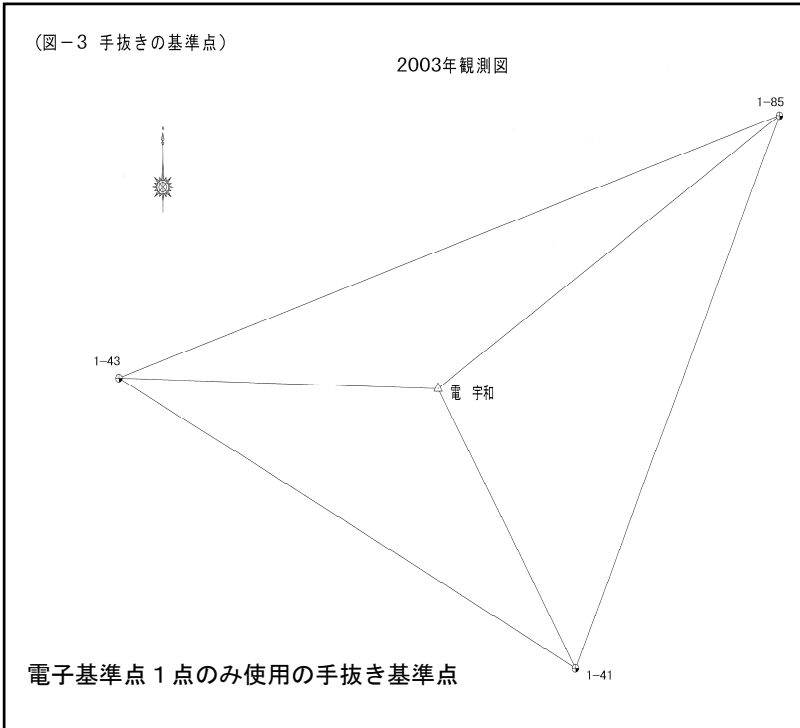 (図－3 手抜きの基準点)
2003年観測図
1-85
1-43
電 宇和
1-41
電子基準点１点のみ使用の手抜き基準点